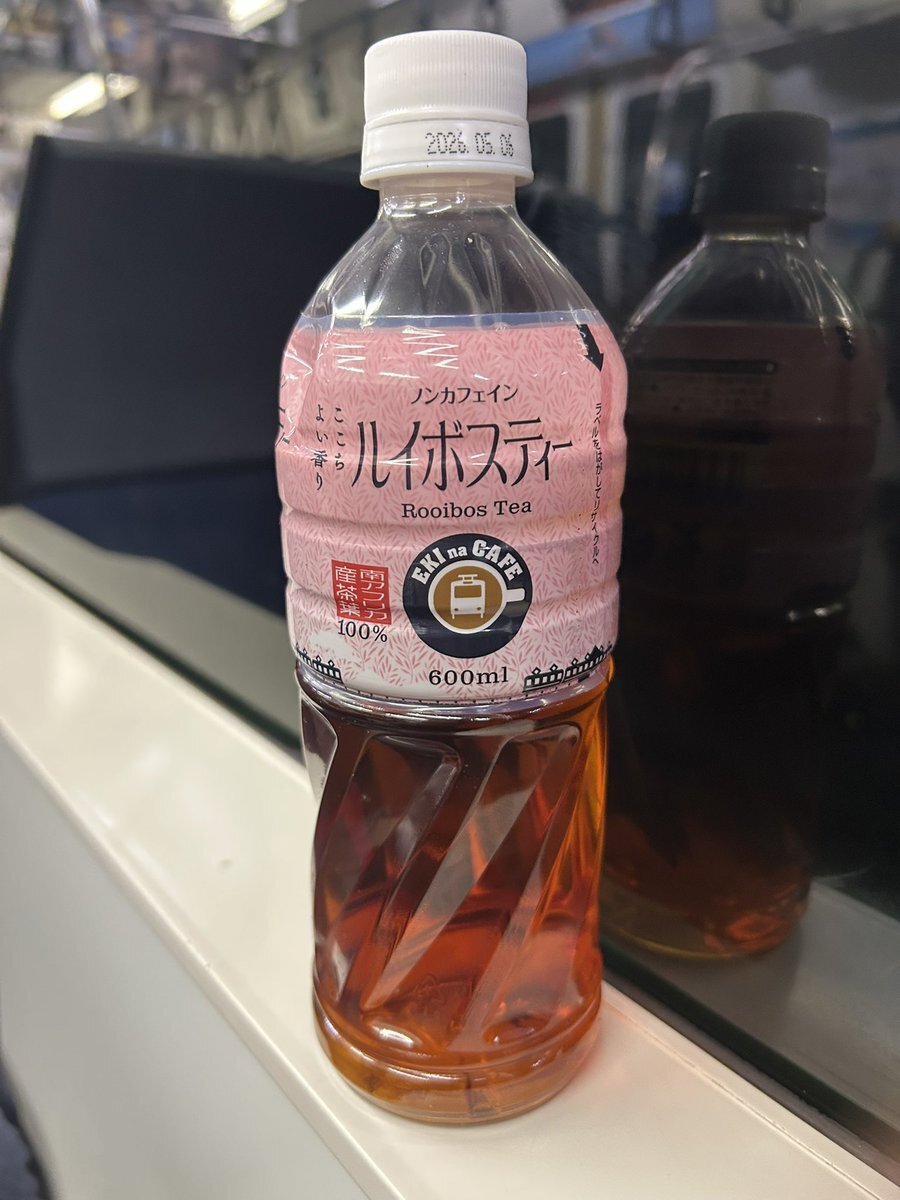 2026.05.06
ノンカフェイン
ルイボスティー
Rooibos Tea
ここち
よい香り
ラベルをはがしてリサイクルへ
EKI na CAFE
南アフリカ
産茶葉
100%
600ml